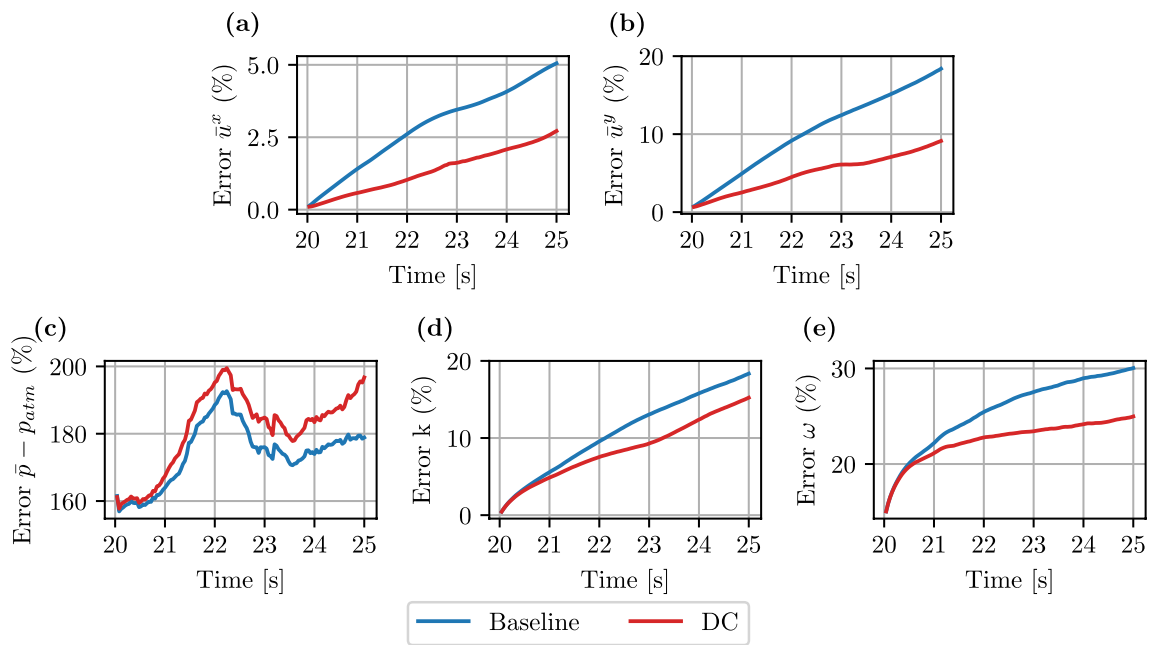 (a)
Error ūˣ (%)
5.0
2.5
0.0
20 21 22 23 24 25
Time [s]
(b)
Error ūʸ (%)
20
10
0
20 21 22 23 24 25
Time [s]
(c)
Error p̄ − pₐₜₘ (%)
200
180
160
20 21 22 23 24 25
Time [s]
(d)
Error k (%)
20
10
0
20 21 22 23 24 25
Time [s]
(e)
Error ω (%)
30
20
20 21 22 23 24 25
Time [s]
Baseline DC